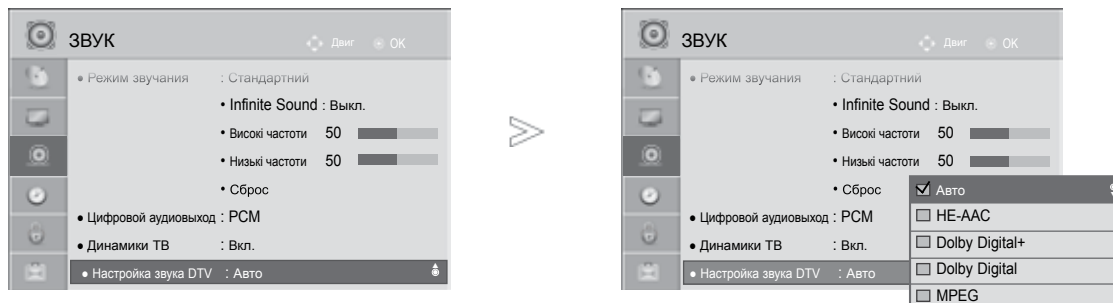 ЗВУК
Двиг ОК
• Режим звучания : Стандартний
• Infinite Sound : Выкл.
• Високі частоти 50
• Низькі частоти 50
• Сброс
• Цифровой аудиовыход : PCM
• Динамики ТВ : Вкл.
• Настройка звука DTV : Авто
ЗВУК
Двиг ОК
• Режим звучания : Стандартний
• Infinite Sound : Выкл.
• Високі частоти 50
• Низькі частоти 50
• Сброс
• Цифровой аудиовыход : PCM
• Динамики ТВ : Вкл.
• Настройка звука DTV : Авто
Авто
HE-AAC
Dolby Digital+
Dolby Digital
MPEG